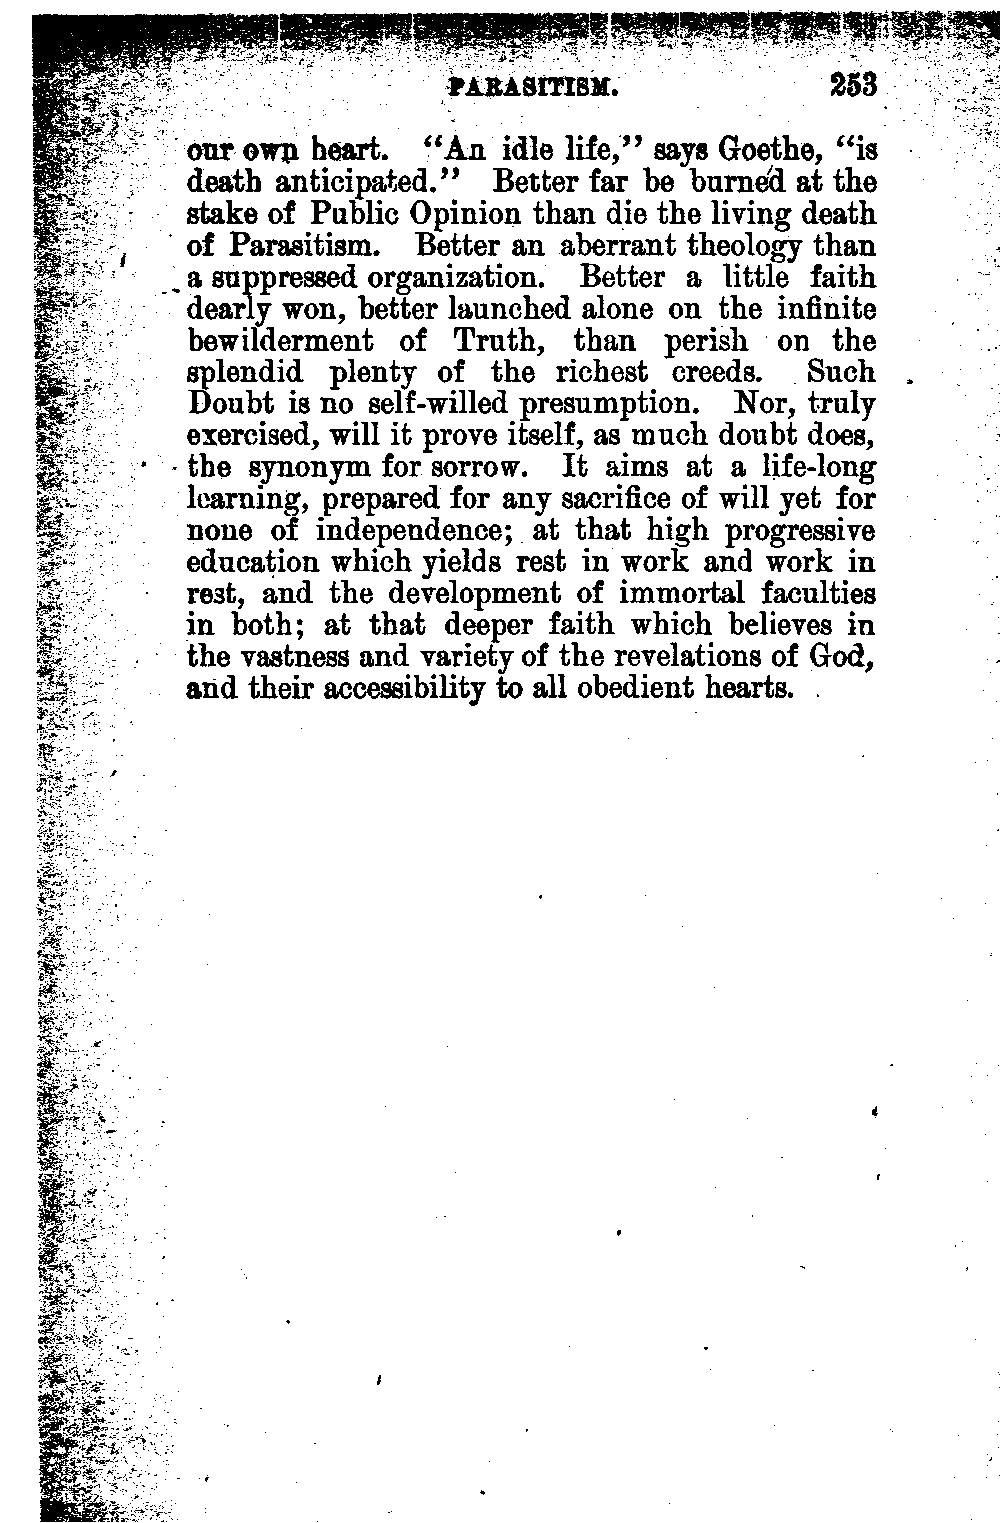 PARASITISM. 253
our own heart. “An idle life,” says Goethe, “is
death anticipated.” Better far be burned at the
stake of Public Opinion than die the living death
of Parasitism. Better an aberrant theology than
a suppressed organization. Better a little faith
dearly won, better launched alone on the infinite
bewilderment of Truth, than perish on the
splendid plenty of the richest creeds. Such
Doubt is no self-willed presumption. Nor, truly
exercised, will it prove itself, as much doubt does,
the synonym for sorrow. It aims at a life-long
learning, prepared for any sacrifice of will yet for
none of independence; at that high progressive
education which yields rest in work and work in
rest, and the development of immortal faculties
in both; at that deeper faith which believes in
the vastness and variety of the revelations of God,
and their accessibility to all obedient hearts.